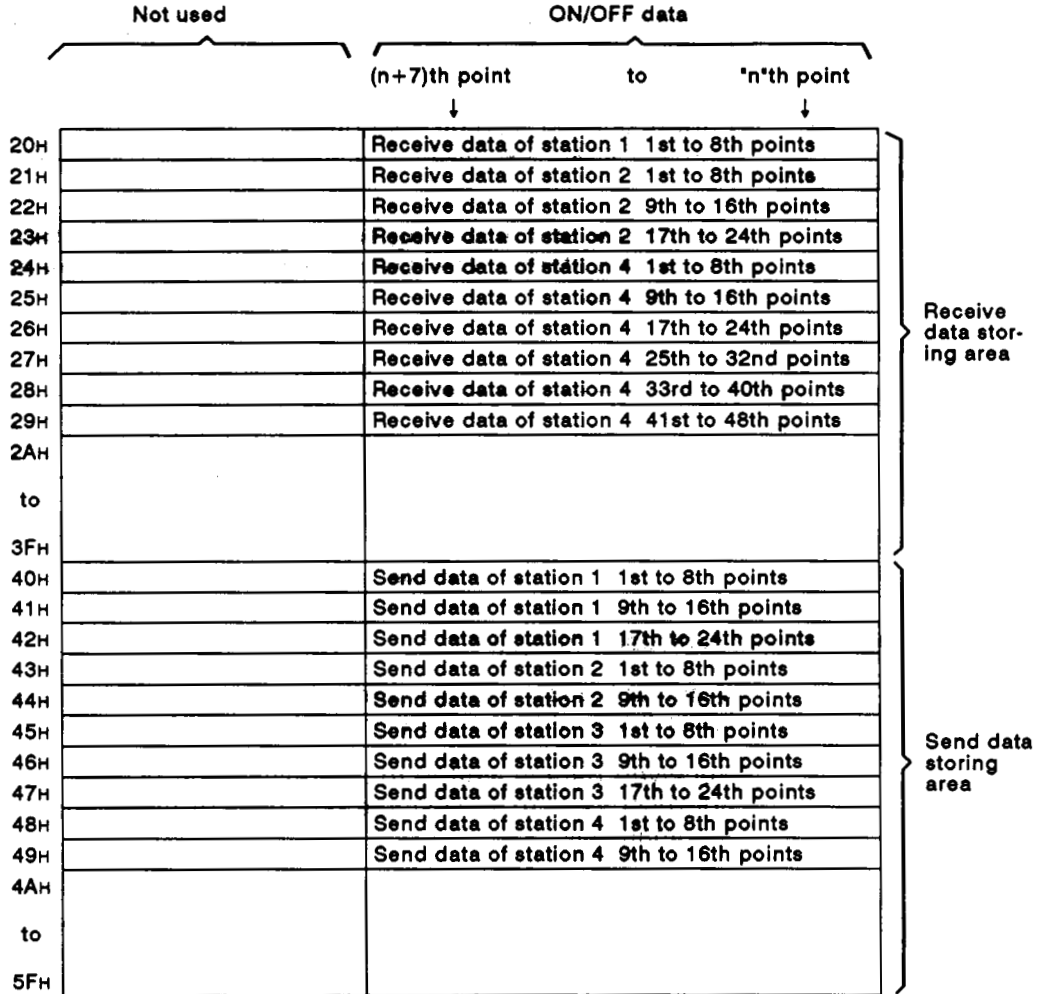 Not used ON/OFF data
(n+7)th point to "n"th point
20H Receive data of station 1 1st to 8th points
21H Receive data of station 2 1st to 8th points
22H Receive data of station 2 9th to 16th points
23H Receive data of station 2 17th to 24th points
24H Receive data of station 4 1st to 8th points
25H Receive data of station 4 9th to 16th points
26H Receive data of station 4 17th to 24th points
27H Receive data of station 4 25th to 32nd points
28H Receive data of station 4 33rd to 40th points
29H Receive data of station 4 41st to 48th points
2AH
to
3FH
Receive
data stor-
ing area
40H Send data of station 1 1st to 8th points
41H Send data of station 1 9th to 16th points
42H Send data of station 1 17th to 24th points
43H Send data of station 2 1st to 8th points
44H Send data of station 2 9th to 16th points
45H Send data of station 3 1st to 8th points
46H Send data of station 3 9th to 16th points
47H Send data of station 3 17th to 24th points
48H Send data of station 4 1st to 8th points
49H Send data of station 4 9th to 16th points
4AH
to
5FH
Send data
storing
area